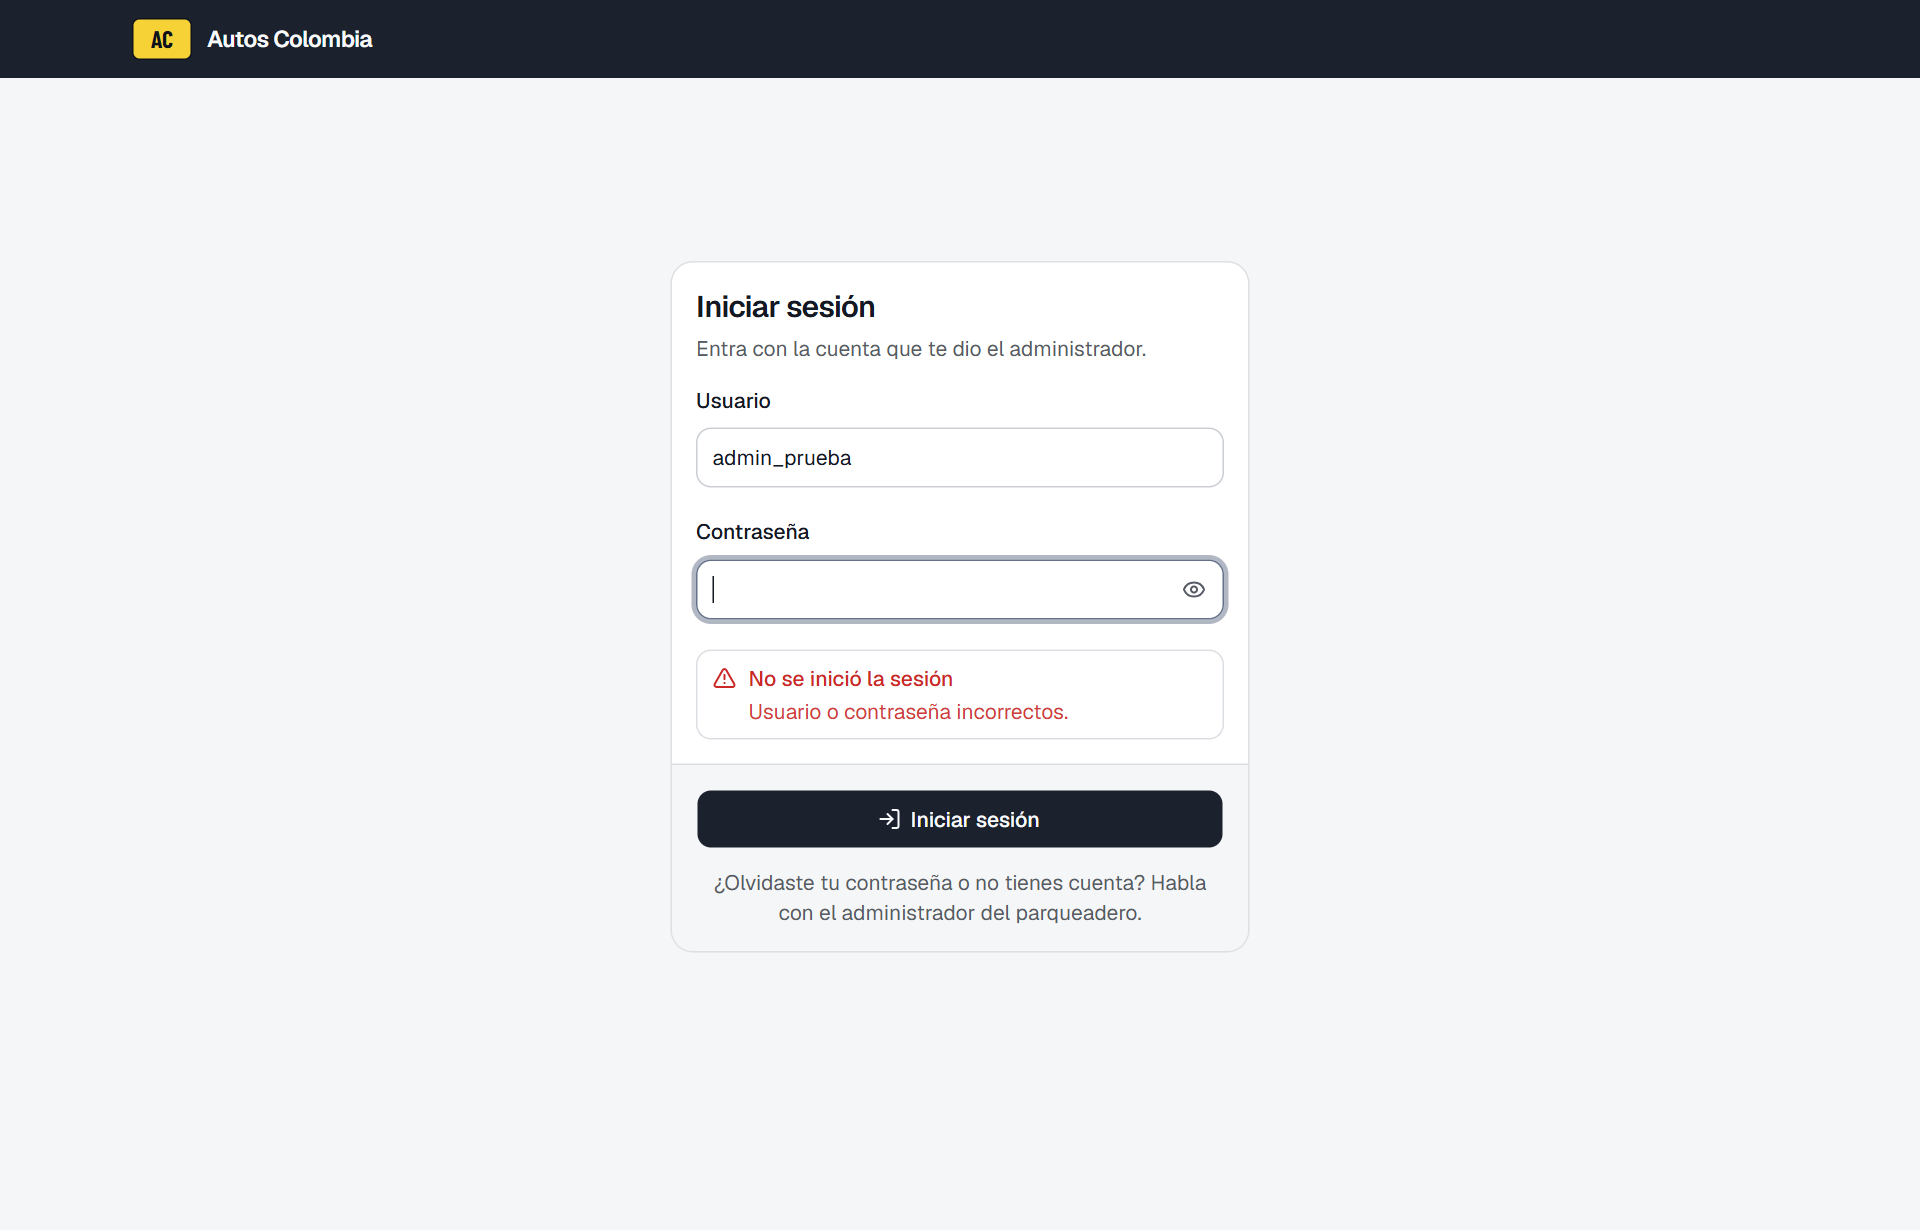 AC
Autos Colombia
Iniciar sesión
Entra con la cuenta que te dio el administrador.
Usuario
admin_prueba
Contraseña
No se inició la sesión
Usuario o contraseña incorrectos.
Iniciar sesión
¿Olvidaste tu contraseña o no tienes cuenta? Habla
con el administrador del parqueadero.